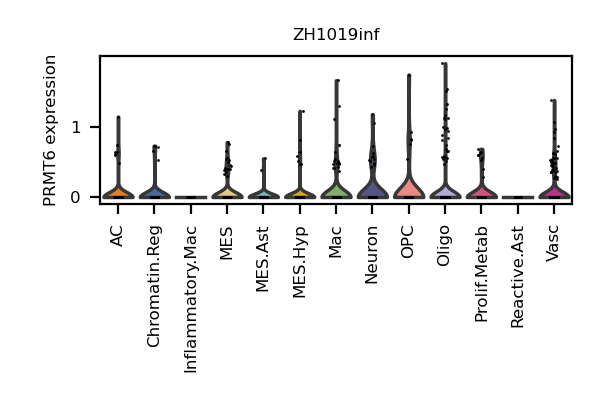 ZH1019inf
PRMT6 expression
1
0
AC
Chromatin.Reg
Inflammatory.Mac
MES
MES.Ast
MES.Hyp
Mac
Neuron
OPC
Oligo
Prolif.Metab
Reactive.Ast
Vasc